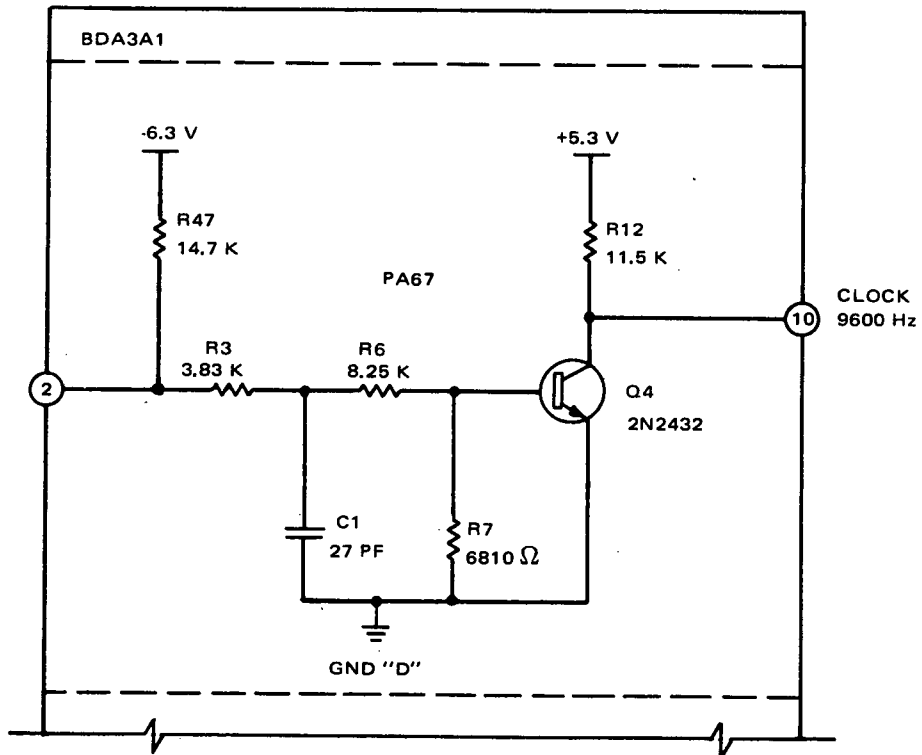 BDA3A1
-6.3 V
+5.3 V
R47
14.7 K
R12
11.5 K
PA67
CLOCK
9600 Hz
10
R3
3.83 K
R6
8.25 K
2
Q4
2N2432
C1
27 PF
R7
6810 Ω
GND "D"